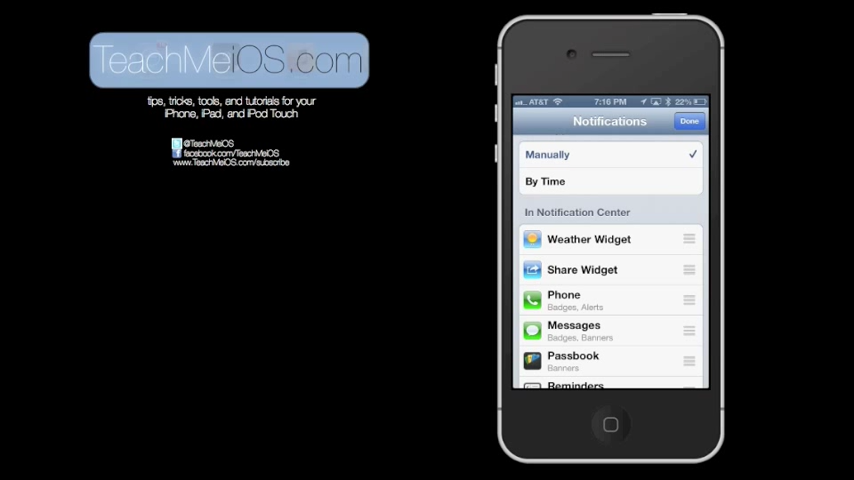 TeachMeiOS.com
tips, tricks, tools, and tutorials for your
iPhone, iPad, and iPod Touch
@TeachMeiOS
facebook.com/TeachMeiOS
www.TeachMeiOS.com/subscribe
AT&T 7:16 PM 22%
Notifications Done
Manually
By Time
In Notification Center
Weather Widget
Share Widget
Phone
Badges, Alerts
Messages
Badges, Banners
Passbook
Banners
Reminders